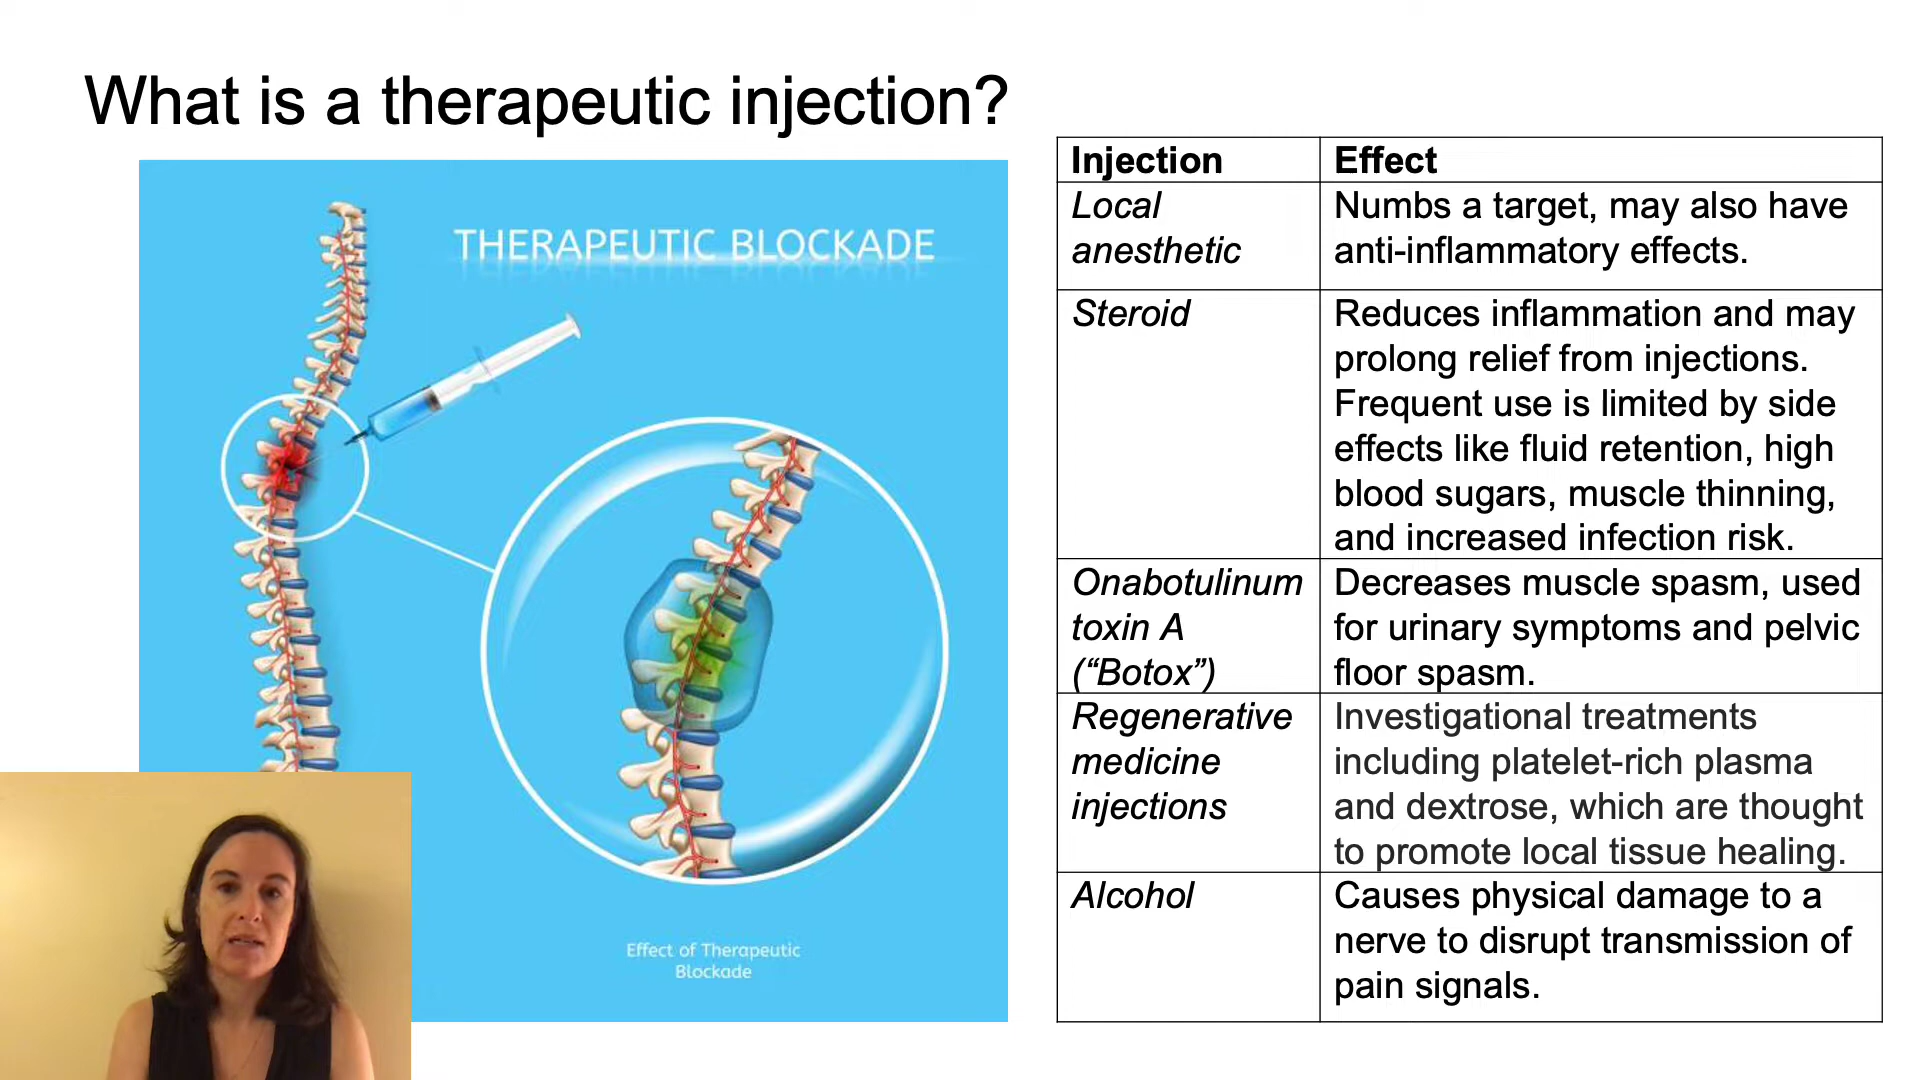 What is a therapeutic injection?
THERAPEUTIC BLOCKADE
Effect of Therapeutic
Blockade
Injection
Effect
Local
anesthetic
Numbs a target, may also have
anti-inflammatory effects.
Steroid
Reduces inflammation and may
prolong relief from injections.
Frequent use is limited by side
effects like fluid retention, high
blood sugars, muscle thinning,
and increased infection risk.
Onabotulinum
toxin A
(“Botox”)
Decreases muscle spasm, used
for urinary symptoms and pelvic
floor spasm.
Regenerative
medicine
injections
Investigational treatments
including platelet-rich plasma
and dextrose, which are thought
to promote local tissue healing.
Alcohol
Causes physical damage to a
nerve to disrupt transmission of
pain signals.